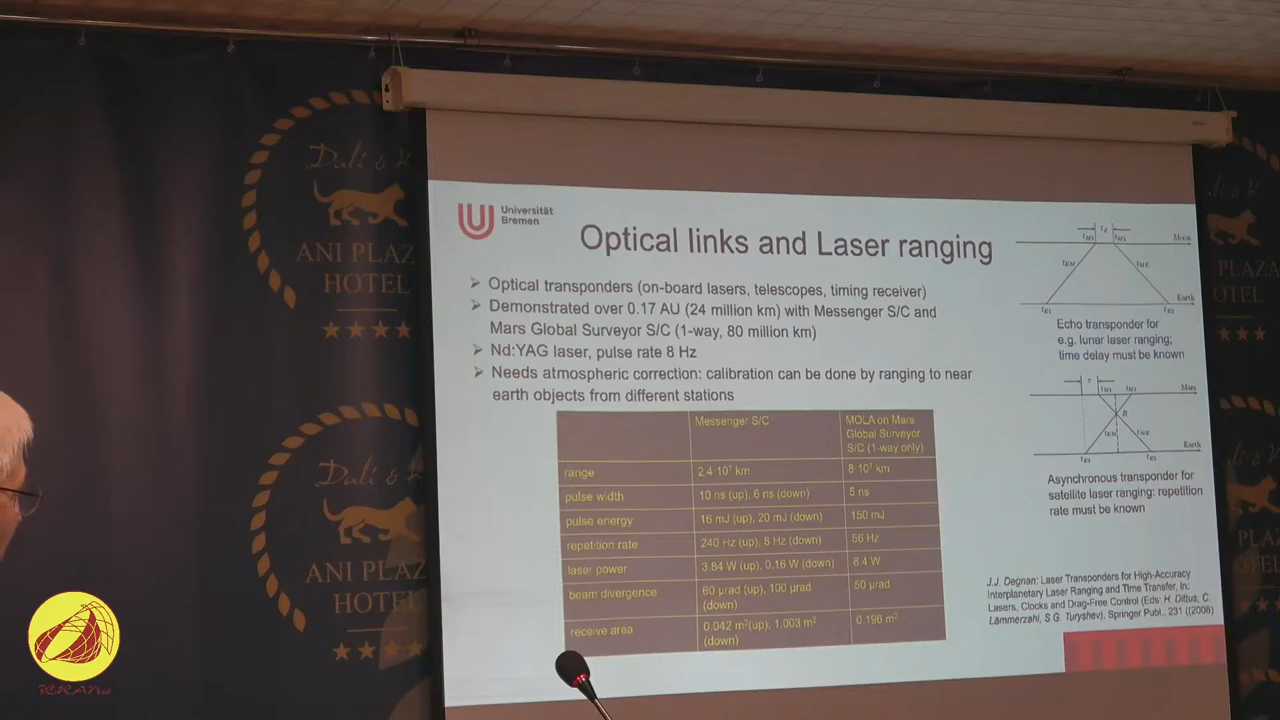 Universität
Bremen
Optical links and Laser ranging
Optical transponders (on-board lasers, telescopes, timing receiver)
Demonstrated over 0.17 AU (24 million km) with Messenger S/C and
Mars Global Surveyor S/C (1-way, 80 million km)
Nd:YAG laser, pulse rate 8 Hz
Needs atmospheric correction: calibration can be done by ranging to near
earth objects from different stations
Messenger S/C
MOLA on Mars
Global Surveyor
S/C (1-way only)
range 2.4·10⁷ km 8·10⁷ km
pulse width 10 ns (up), 6 ns (down) 5 ns
pulse energy 16 mJ (up), 20 mJ (down) 150 mJ
repetition rate 240 Hz (up), 8 Hz (down) 56 Hz
laser power 3.84 W (up), 0.16 W (down) 8.4 W
beam divergence 60 µrad (up), 100 µrad
(down) 50 µrad
receive area 0.042 m²(up), 1.003 m²
(down) 0.196 m²
Moon
Earth
Echo transponder for
e.g. lunar laser ranging;
time delay must be known
Mars
R
Earth
Asynchronous transponder for
satellite laser ranging: repetition
rate must be known
J.J. Degnan: Laser Transponders for High-Accuracy
Interplanetary Laser Ranging and Time Transfer, in:
Lasers, Clocks and Drag-Free Control (Eds: H. Dittus, C.
Lämmerzahl, S.G. Turyshev), Springer Publ., 231 ((2008)
ANI PLAZA
HOTEL
Dali &
ANI PLAZ
HOTEL
PLAZA
OTEL
ICRANet